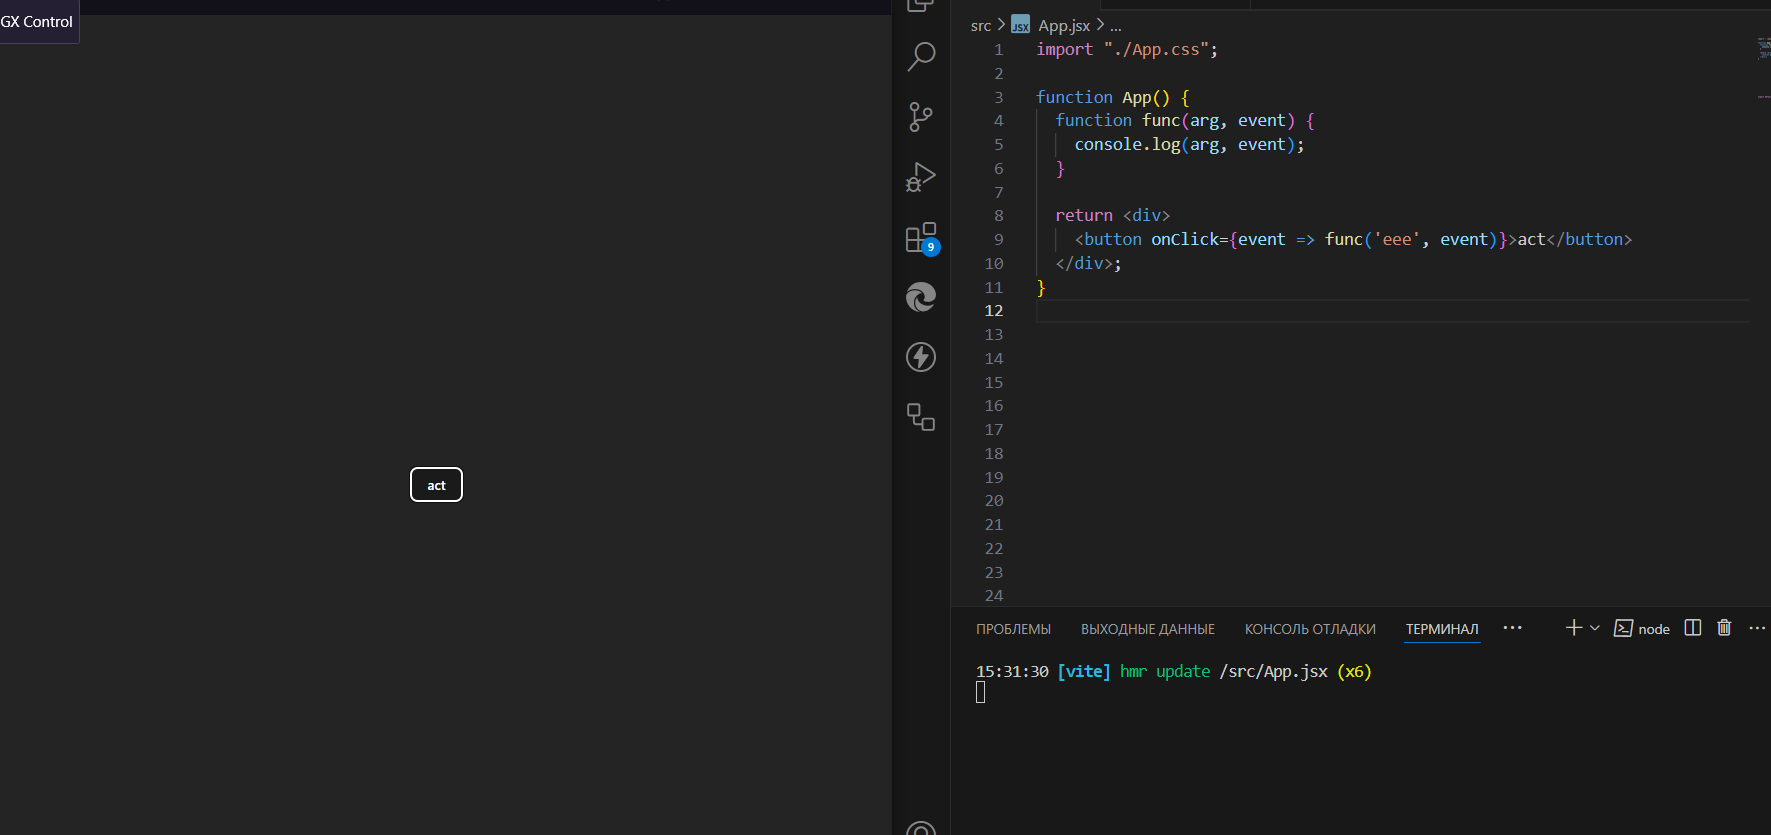 GX Control
src > JSX App.jsx > ...
1 import "./App.css";
2
3 function App() {
4 function func(arg, event) {
5 console.log(arg, event);
6 }
7
8 return <div>
9 <button onClick={event => func('eee', event)}>act</button>
10 </div>;
11 }
12
13
14
15
16
17
18
19
20
21
22
23
24
9
act
ПРОБЛЕМЫ ВЫХОДНЫЕ ДАННЫЕ КОНСОЛЬ ОТЛАДКИ ТЕРМИНАЛ ... node ...
15:31:30 [vite] hmr update /src/App.jsx (x6)